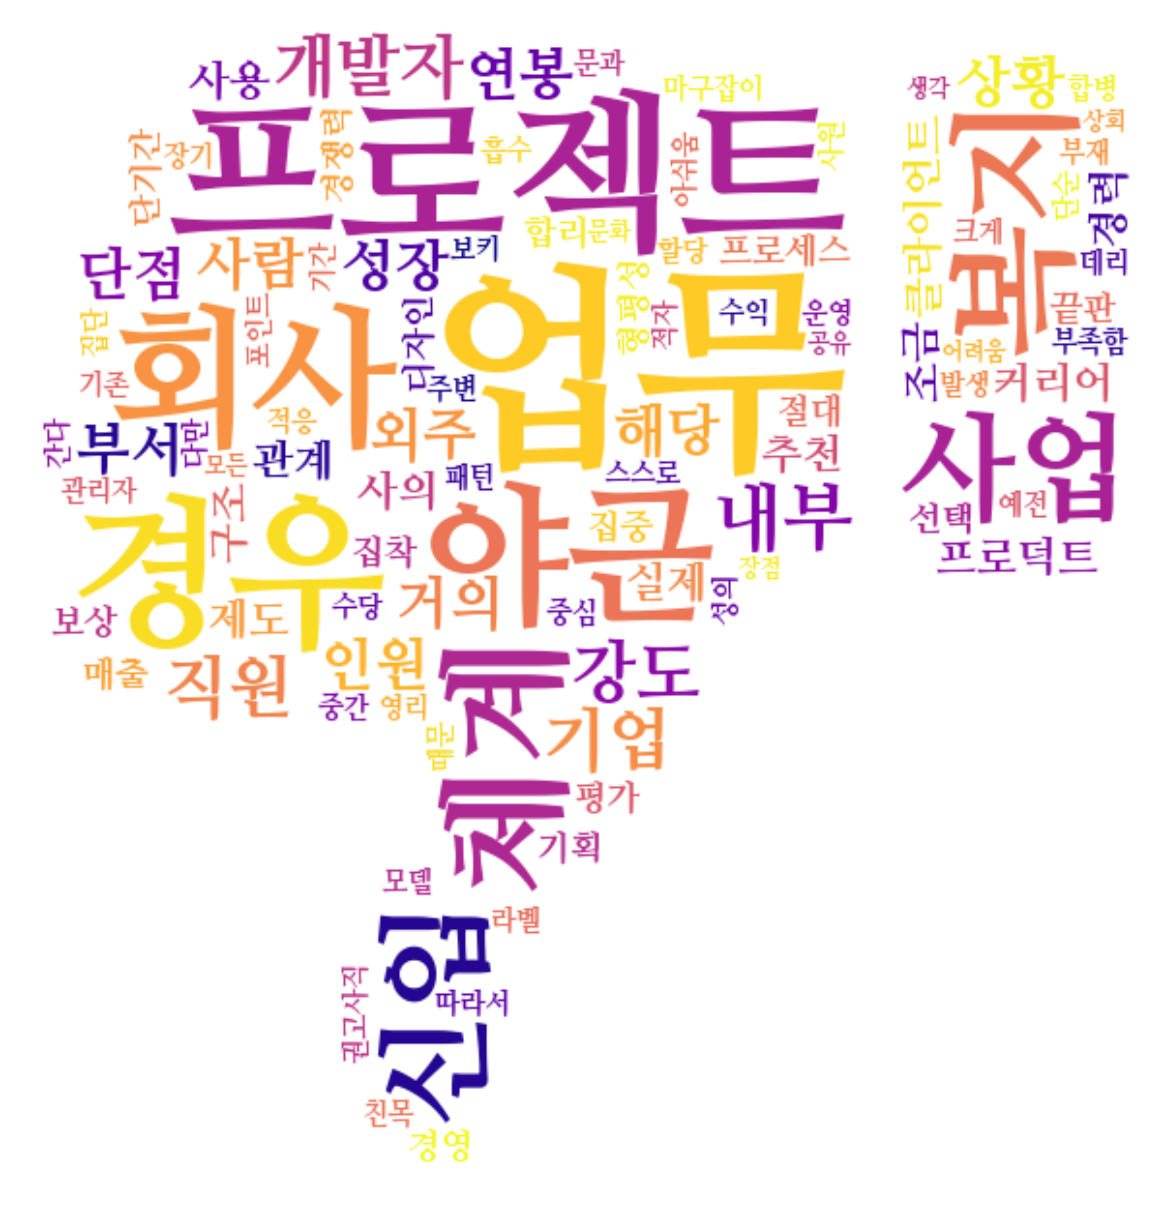 사용 개발자 연봉 문과
마구잡이
프로젝트
단기간 장기 경쟁력 흡수 아쉬움 사원
단점 사람 기간 성장 보키 합리 문화 할당 프로세스
회사 업무
집단 포인트 디자인 형평성 적자 수익 운영 공유
기존 주변
적응 외주 해당 절대
간다 부서 다만 모든 관계 추천
관리자 사의 패턴 스스로
경우 야근
구조 집착 집중 내부
보상 제도 수당 거의 중심 실제 성의 장점
매출 직원 인원 강도
중간 영리
체계
때문 기업
평가
기획
모델
신입
라벨
권고사직 따라서
친목
경영
생각 상황 합병
클라이언트 복지 상회
부재
단순 경력
크게 데리
끝판
조금 어려움 부족함
발생 커리어
사업
선택 예전
프로덕트